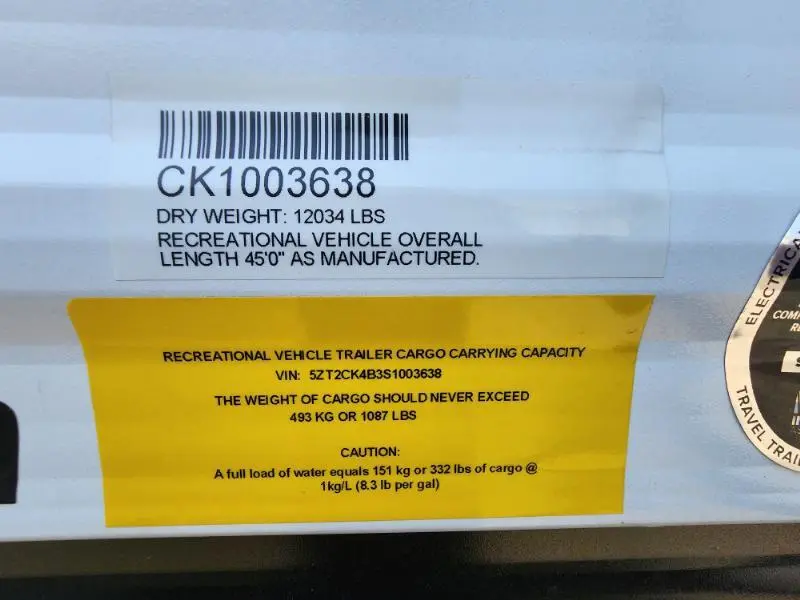 CK1003638
DRY WEIGHT: 12034 LBS
RECREATIONAL VEHICLE OVERALL
LENGTH 45'0" AS MANUFACTURED.
RECREATIONAL VEHICLE TRAILER CARGO CARRYING CAPACITY
VIN: 5ZT2CK4B3S1003638
THE WEIGHT OF CARGO SHOULD NEVER EXCEED
493 KG OR 1087 LBS
CAUTION:
A full load of water equals 151 kg or 332 lbs of cargo @
1kg/L (8.3 lb per gal)
TRAVEL